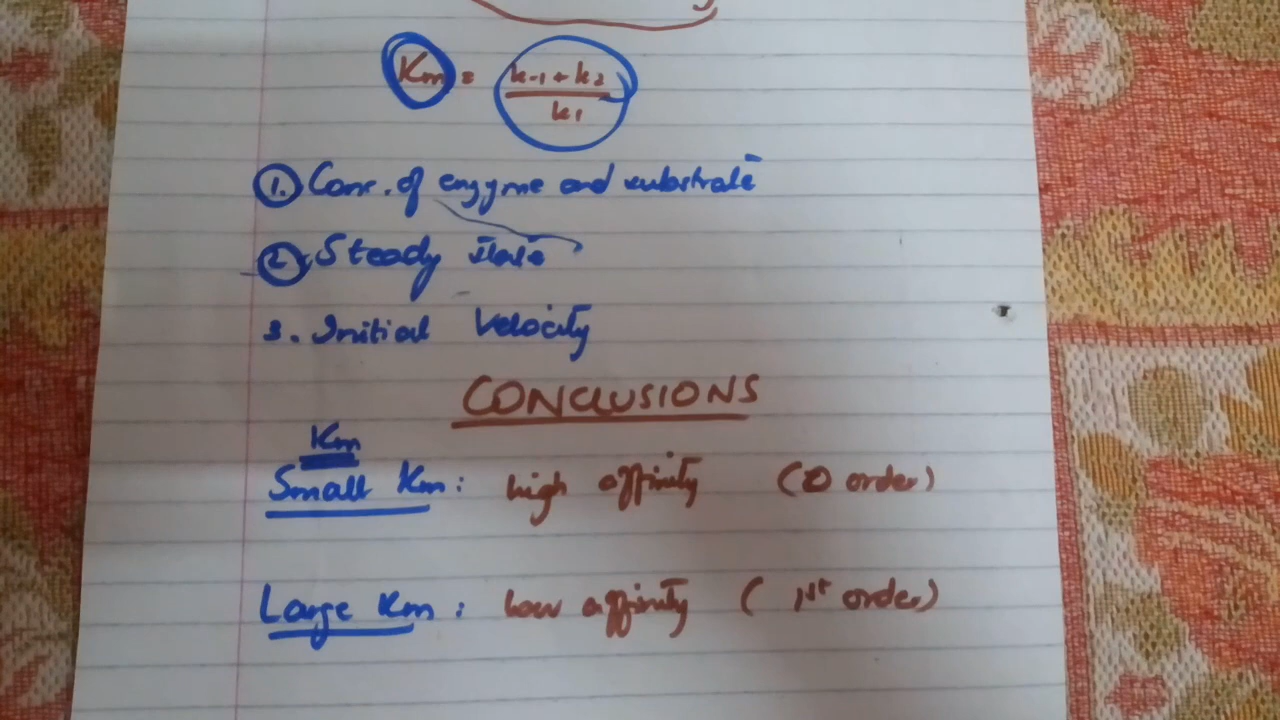 Km = k-1 + k2 / k1
1. Conc. of enzyme and substrate
2. Steady state
3. Initial Velocity
CONCLUSIONS
Km
Small Km: high affinity (0 order)
Large Km: low affinity (1st order)